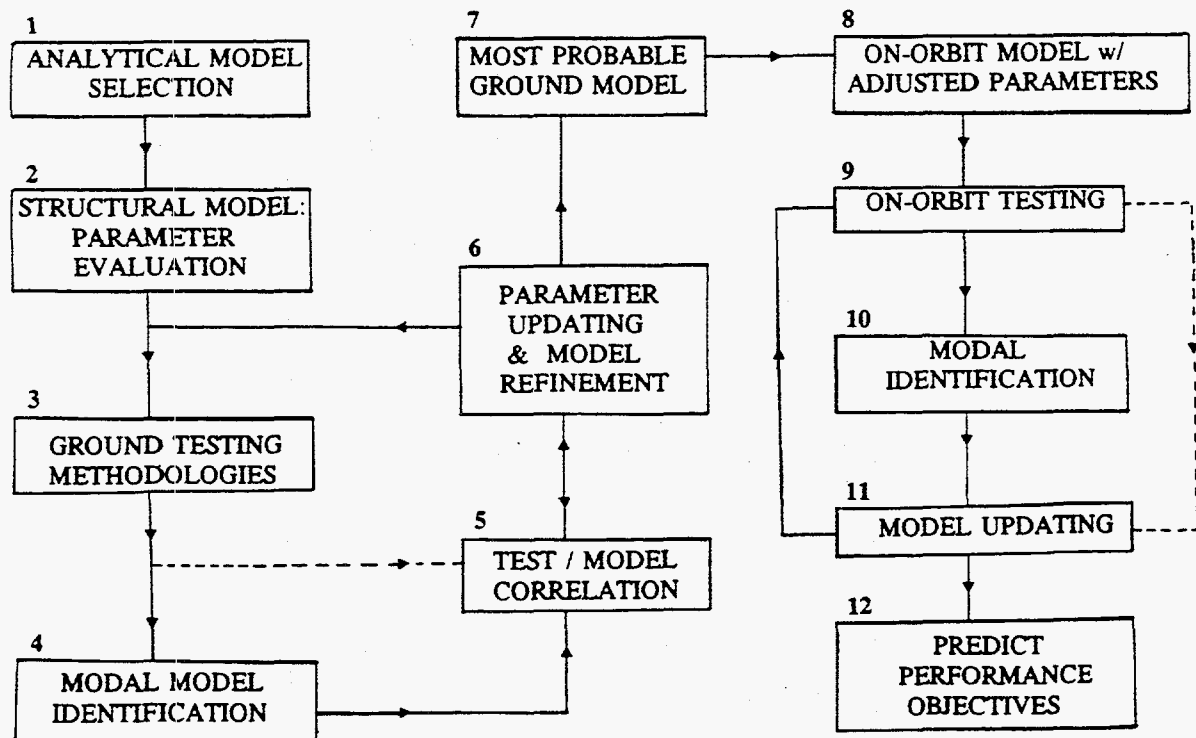 1
ANALYTICAL MODEL
SELECTION
2
STRUCTURAL MODEL:
PARAMETER
EVALUATION
3
GROUND TESTING
METHODOLOGIES
4
MODAL MODEL
IDENTIFICATION
5
TEST / MODEL
CORRELATION
6
PARAMETER
UPDATING
& MODEL
REFINEMENT
7
MOST PROBABLE
GROUND MODEL
8
ON-ORBIT MODEL w/
ADJUSTED PARAMETERS
9
ON-ORBIT TESTING
10
MODAL
IDENTIFICATION
11
MODEL UPDATING
12
PREDICT
PERFORMANCE
OBJECTIVES